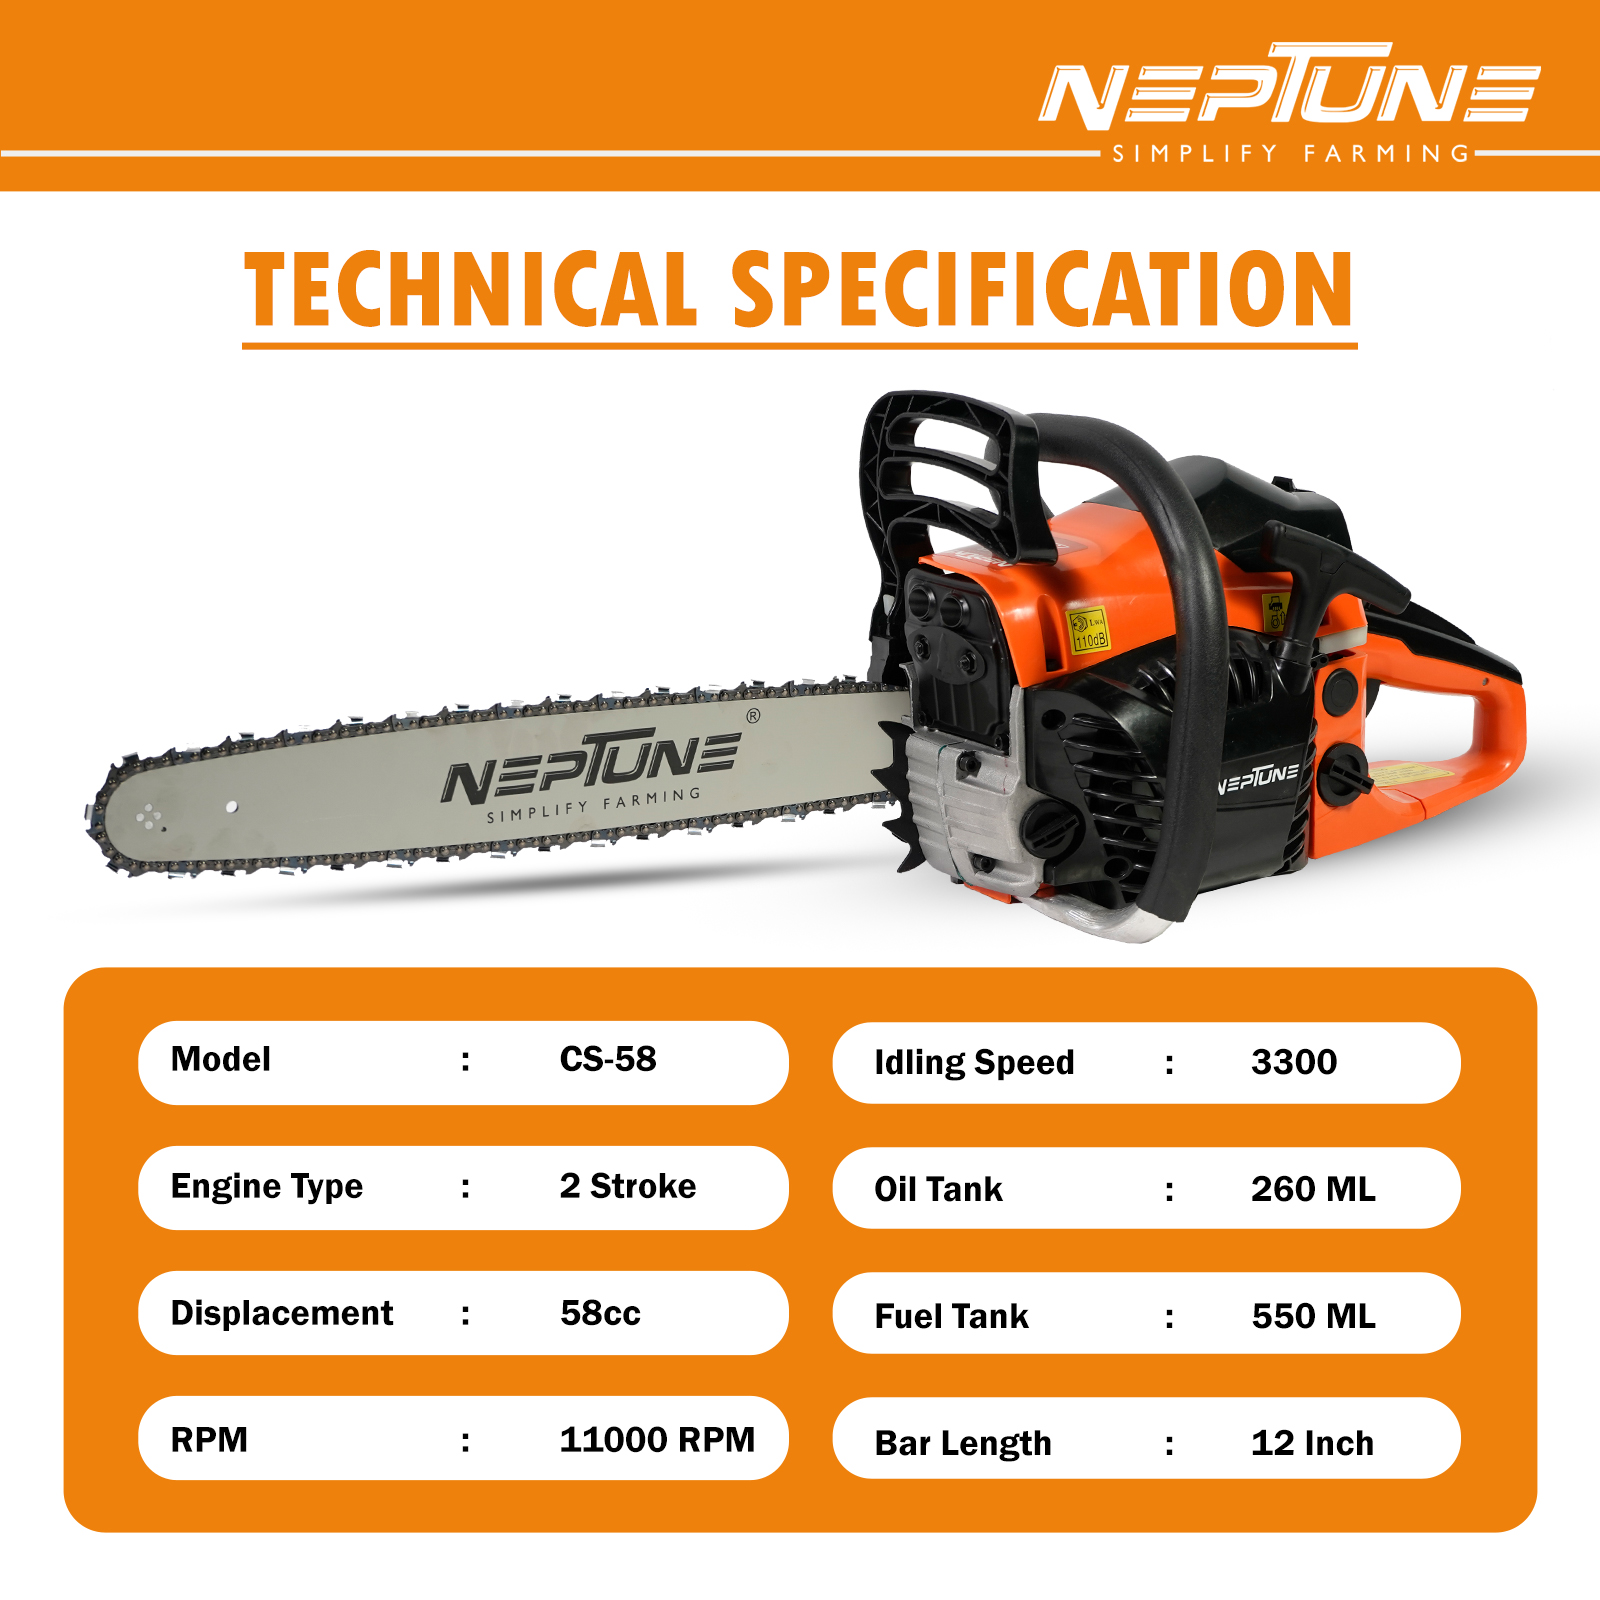 NEPTUNE
SIMPLIFY FARMING
TECHNICAL SPECIFICATION
Lwa
110dB
®
NEPTUNE
SIMPLIFY FARMING
NEPTUNE
Model : CS-58
Idling Speed : 3300
Engine Type : 2 Stroke
Oil Tank : 260 ML
Displacement : 58cc
Fuel Tank : 550 ML
RPM : 11000 RPM
Bar Length : 12 Inch